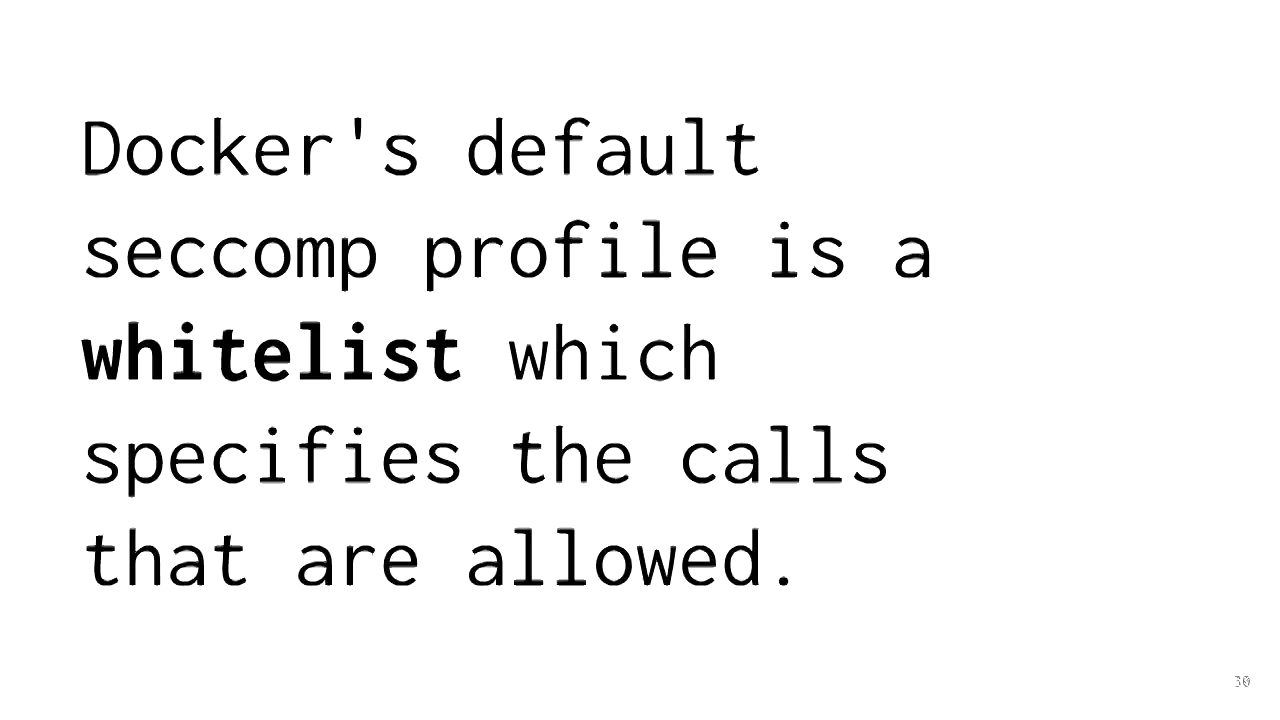 Docker's default
seccomp profile is a
whitelist which
specifies the calls
that are allowed.
30